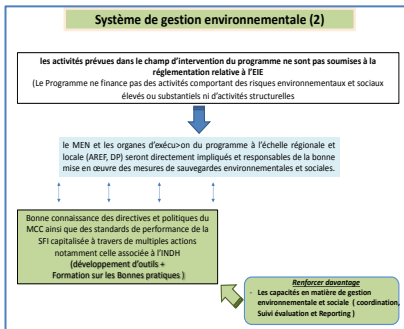 Système de gestion environnementale (2)
les activités prévues dans le champ d'intervention du programme ne sont pas soumises à la
réglementation relative à l'EIE
(Le Programme ne finance pas des activités comportant des risques environnementaux et sociaux
élevés ou substantiels ni d'activités structurelles
le MEN et les organes d'exécu>on du programme à l'échelle régionale et
locale (AREF, DP) seront directement impliqués et responsables de la bonne
mise en œuvre des mesures de sauvegardes environnementales et sociales.
Bonne connaissance des directives et politiques du
MCC ainsi que des standards de performance de la
SFI capitalisée à travers de multiples actions
notamment celle associée à l'INDH
(développement d'outils +
Formation sur les Bonnes pratiques )
Renforcer davantage
- Les capacités en matière de gestion
environnementale et sociale ( coordination,
Suivi évaluation et Reporting )